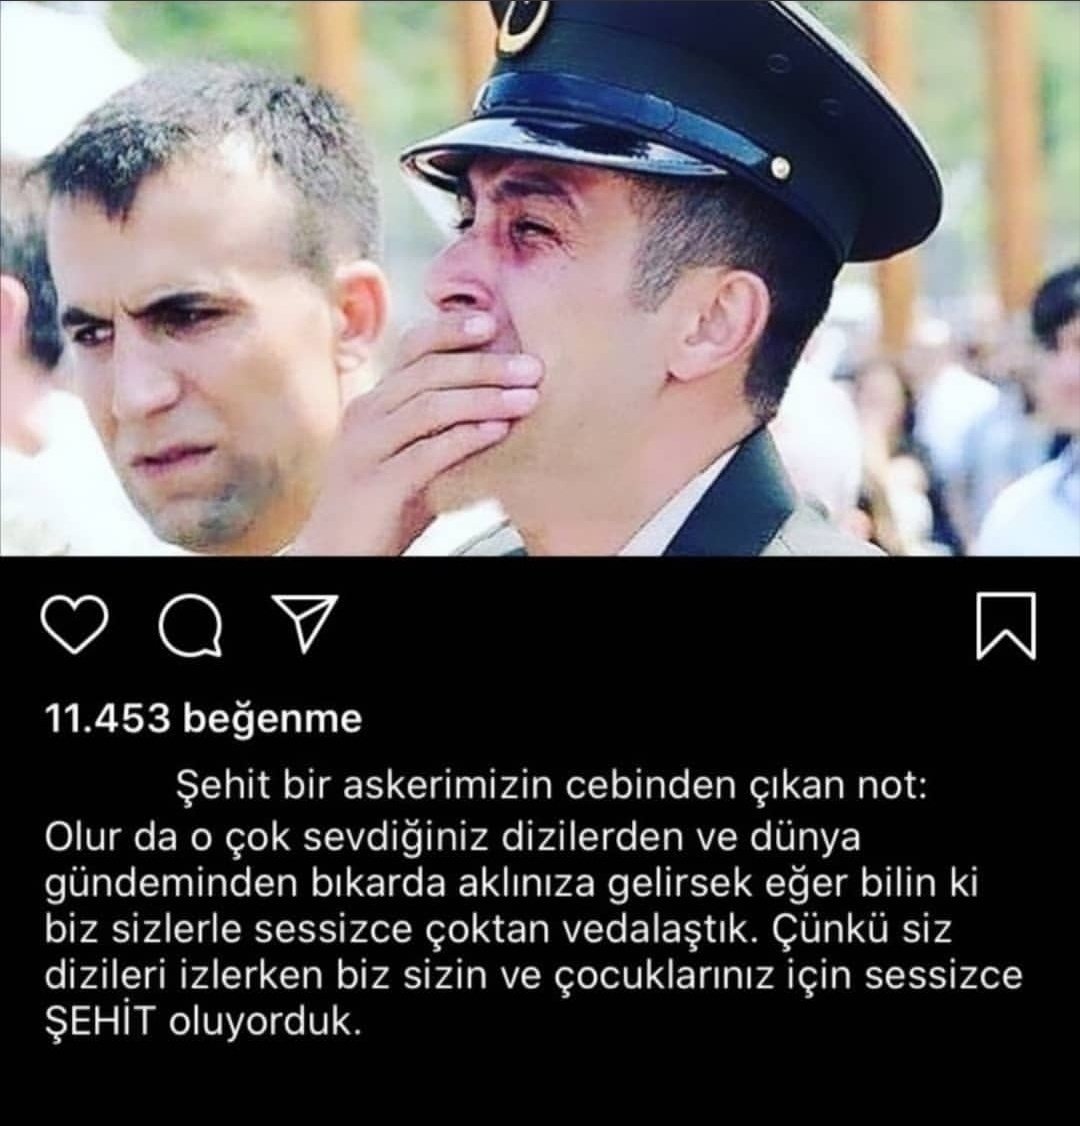 11.453 beğenme
Şehit bir askerimizin cebinden çıkan not:
Olur da o çok sevdiğiniz dizilerden ve dünya
gündeminden bıkarda aklınıza gelirsek eğer bilin ki
biz sizlerle sessizce çoktan vedalaştık. Çünkü siz
dizileri izlerken biz sizin ve çocuklarınız için sessizce
ŞEHİT oluyorduk.